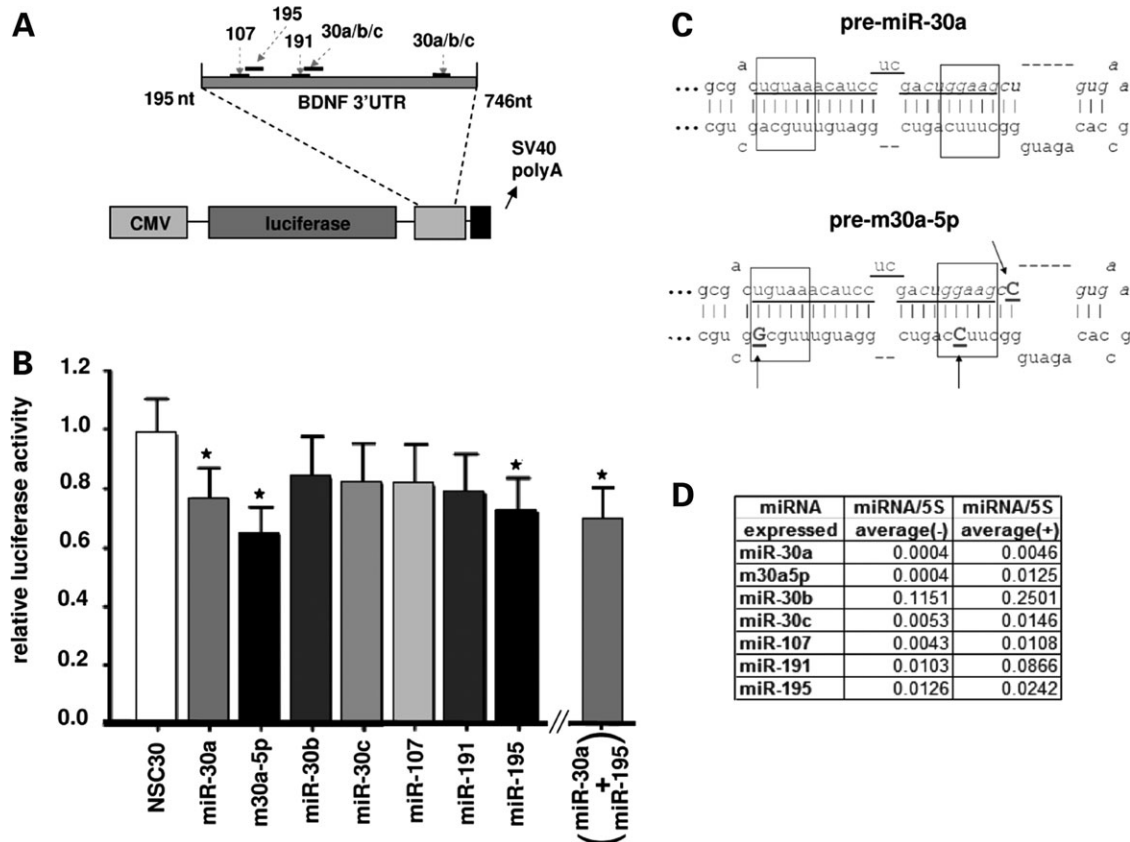 A
195
107
30a/b/c
191
30a/b/c
195 nt
BDNF 3'UTR
746nt
SV40
polyA
CMV
luciferase
B
relative luciferase activity
1.2
1.0
0.8
0.6
0.4
0.2
0.0
NSC30
miR-30a
m30a-5p
miR-30b
miR-30c
miR-107
miR-191
miR-195
(miR-30a + miR-195)
C
pre-miR-30a
a uc ----- a
...gcg cuguaaacaucc gacuggaagcu gug a
...cgu gacguuuguagg cugacuuucgg cac g
c -- guaga c
pre-m30a-5p
a uc ----- a
...gcg cuguaaacaucc gacuggaagcC gug a
...cgu gGcguuuguagg cugacCuucgg cac g
c -- guaga c
D
miRNA expressed miRNA/5S average(-) miRNA/5S average(+)
miR-30a 0.0004 0.0046
m30a5p 0.0004 0.0125
miR-30b 0.1151 0.2501
miR-30c 0.0053 0.0146
miR-107 0.0043 0.0108
miR-191 0.0103 0.0866
miR-195 0.0126 0.0242